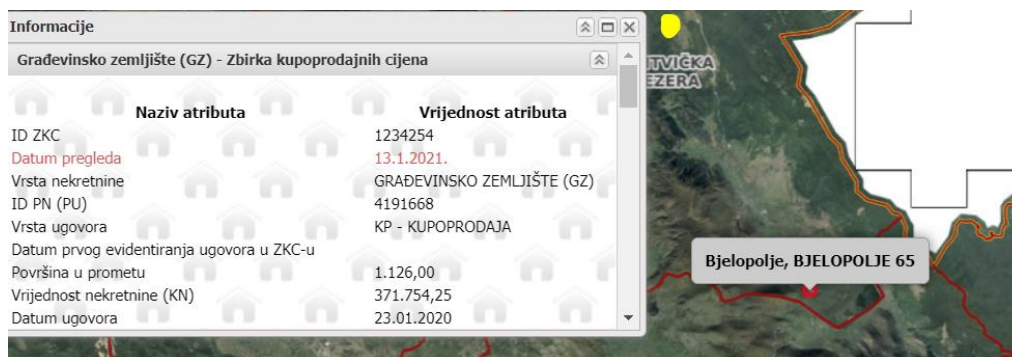 Informacije
Građevinsko zemljište (GZ) - Zbirka kupoprodajnih cijena
Naziv atributa Vrijednost atributa
ID ZKC 1234254
Datum pregleda 13.1.2021.
Vrsta nekretnine GRAĐEVINSKO ZEMLJIŠTE (GZ)
ID PN (PU) 4191668
Vrsta ugovora KP - KUPOPRODAJA
Datum prvog evidentiranja ugovora u ZKC-u
Površina u prometu 1.126,00
Vrijednost nekretnine (KN) 371.754,25
Datum ugovora 23.01.2020
TVIČKA
EZERA
Bjelopolje, BJELOPOLJE 65